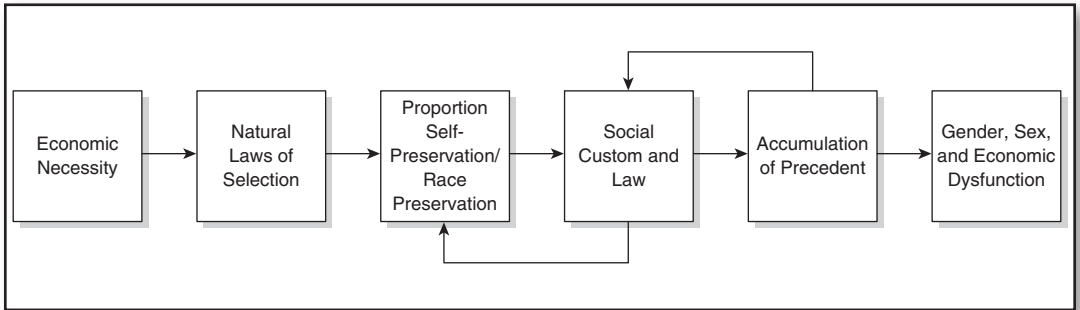 Economic
Necessity
Natural
Laws of
Selection
Proportion
Self-
Preservation/
Race
Preservation
Social
Custom and
Law
Accumulation
of Precedent
Gender, Sex,
and Economic
Dysfunction